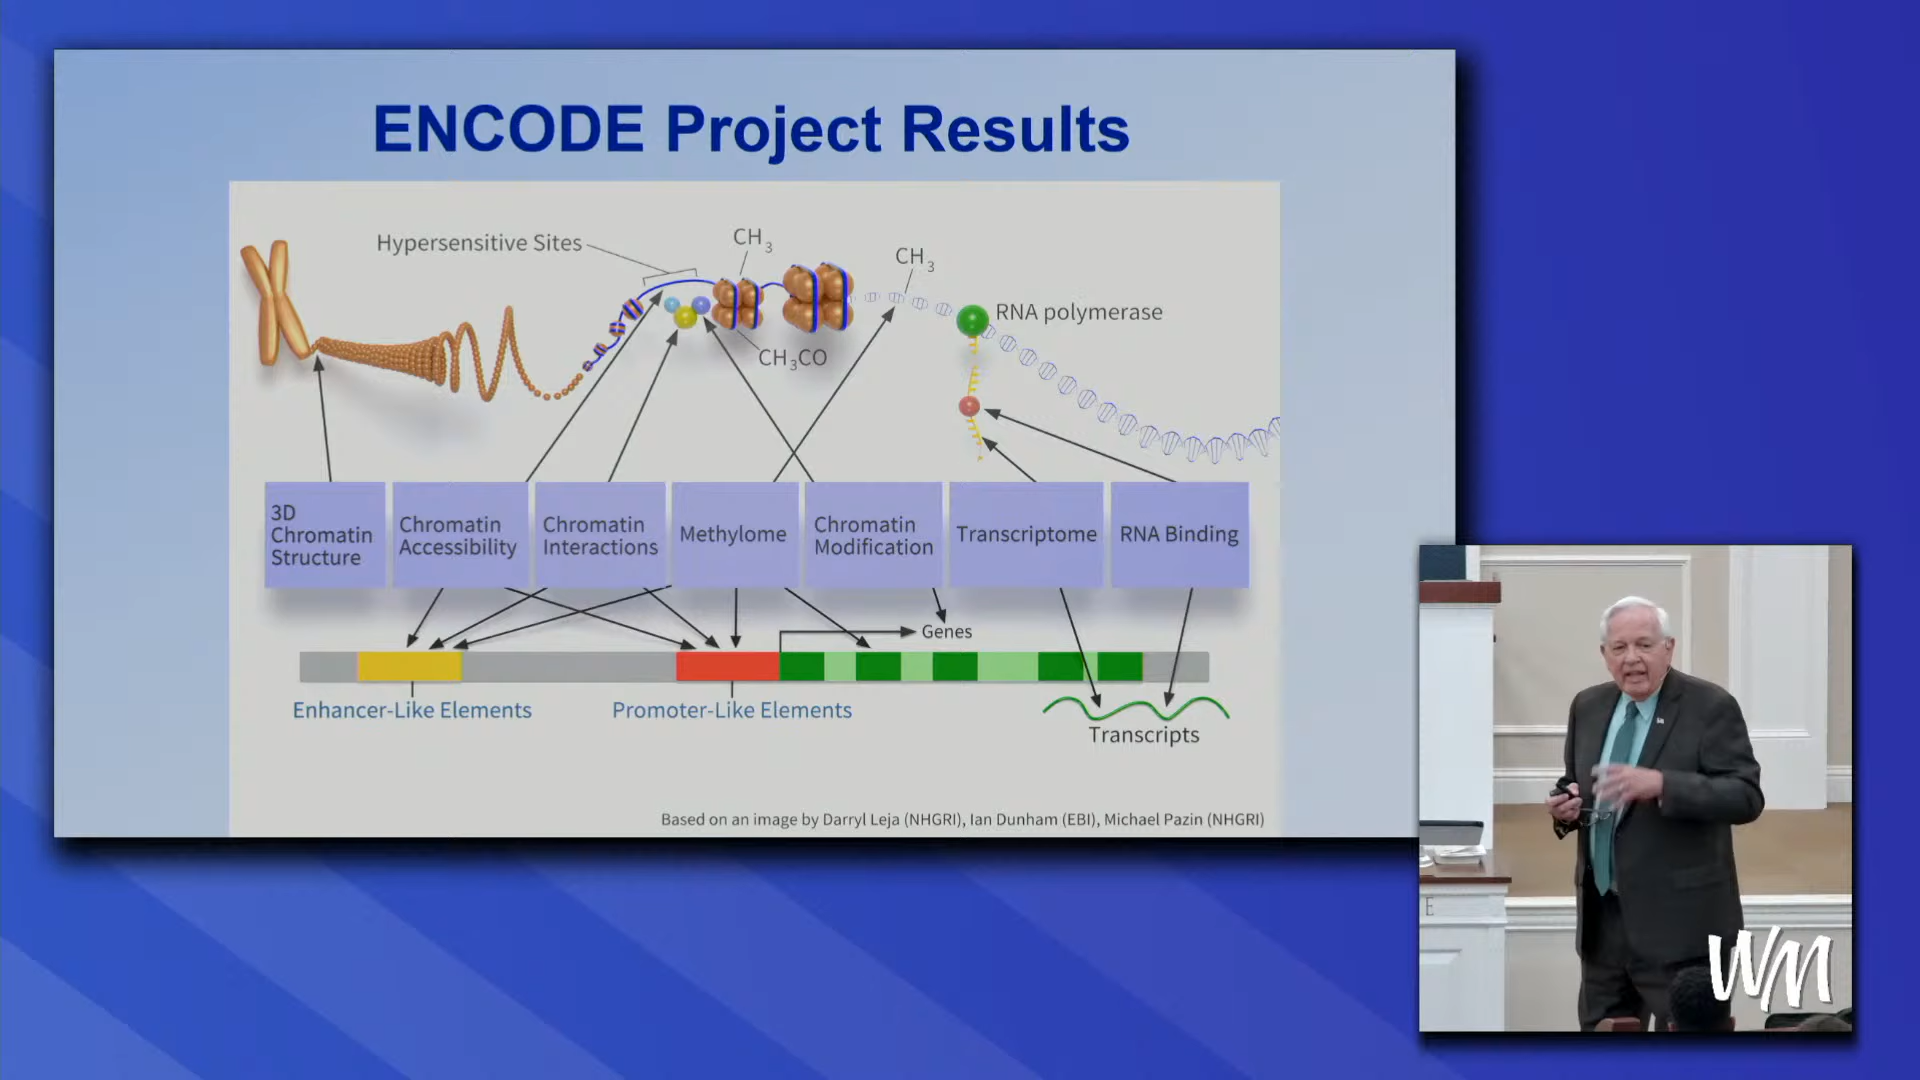 ENCODE Project Results
Hypersensitive Sites
CH3
CH3
RNA polymerase
CH3CO
3D
Chromatin
Structure
Chromatin
Accessibility
Chromatin
Interactions
Methylome
Chromatin
Modification
Transcriptome
RNA Binding
Genes
Enhancer-Like Elements
Promoter-Like Elements
Transcripts
Based on an image by Darryl Leja (NHGRI), Ian Dunham (EBI), Michael Pazin (NHGRI)
E
WM